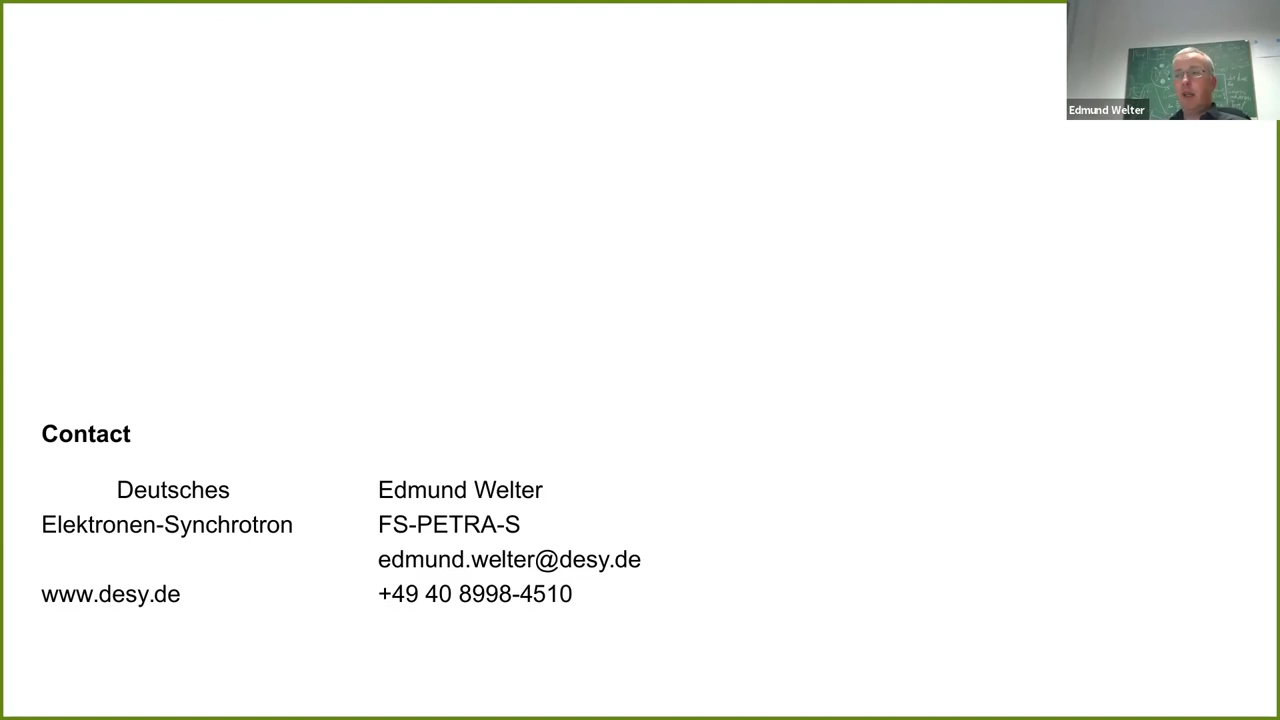 Edmund Welter
Contact
Deutsches
Elektronen-Synchrotron
www.desy.de
Edmund Welter
FS-PETRA-S
edmund.welter@desy.de
+49 40 8998-4510